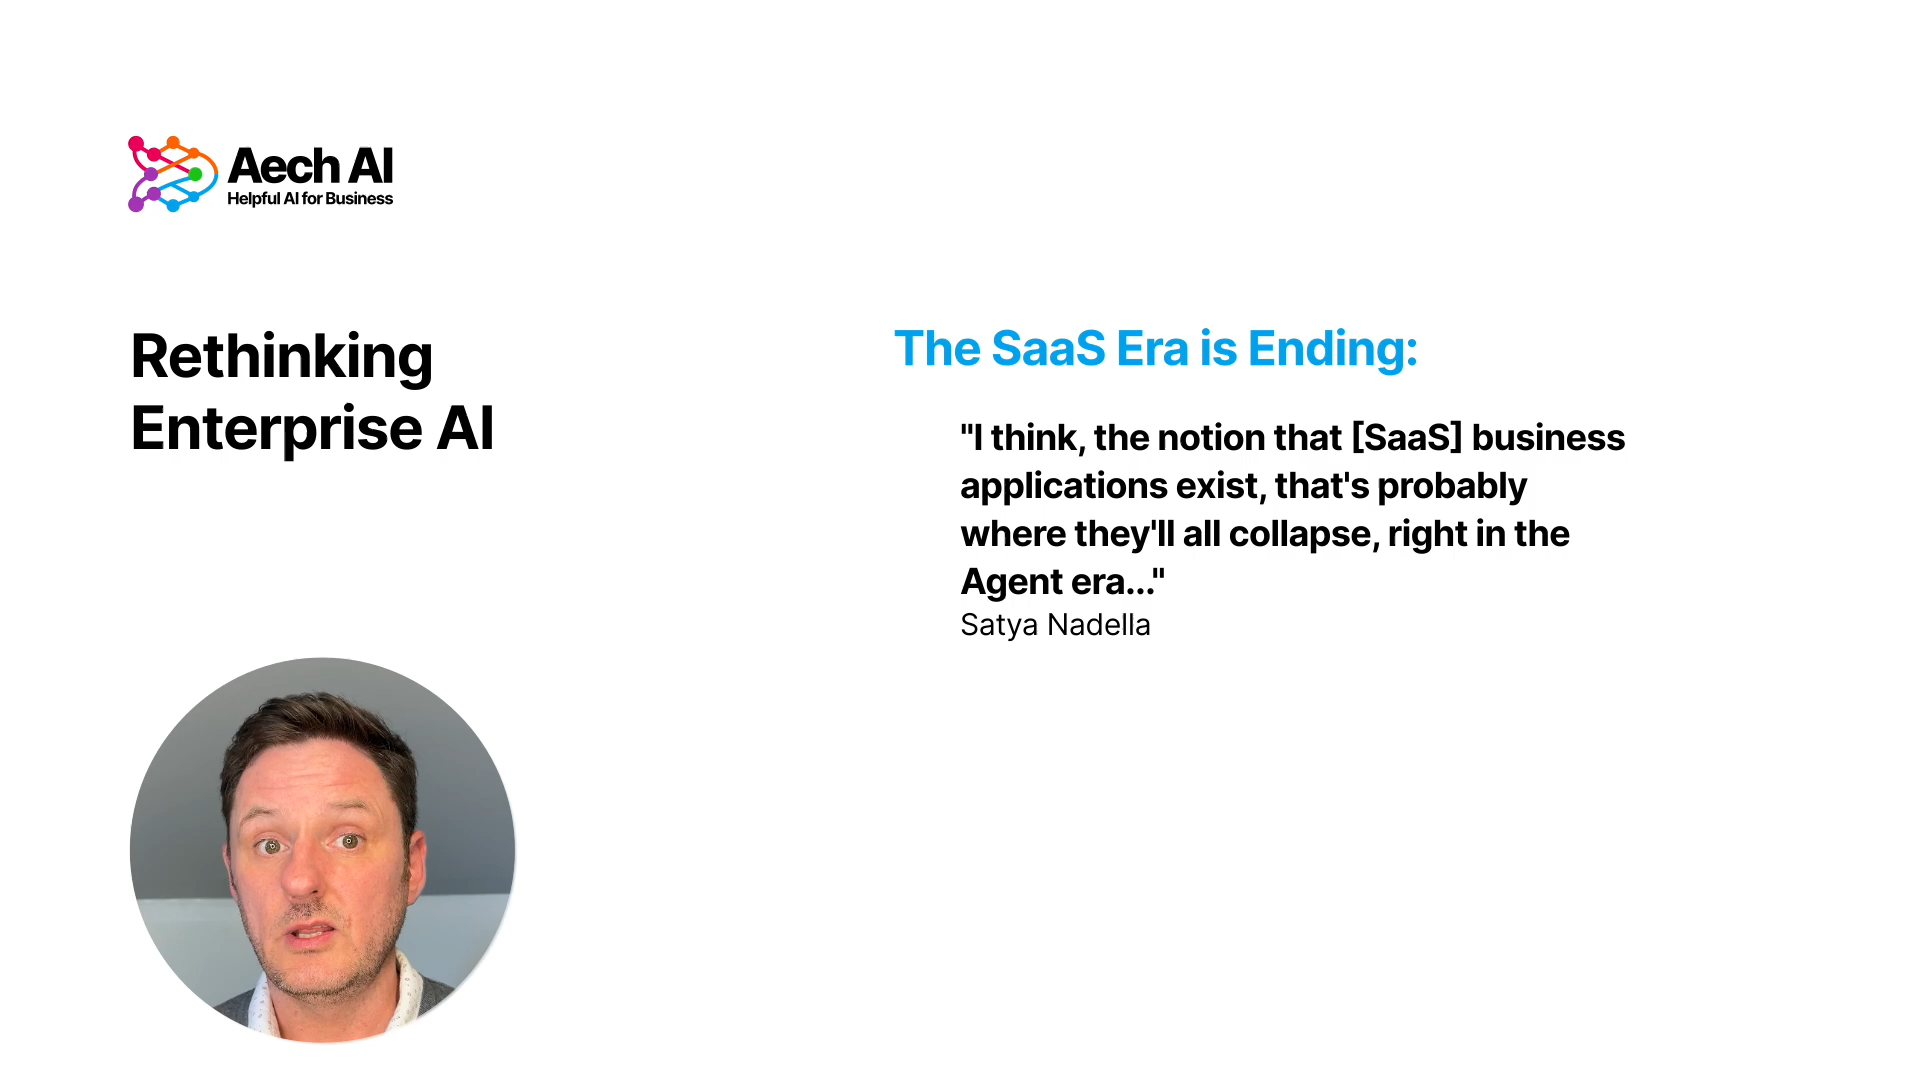 Aech AI
Helpful AI for Business
Rethinking
Enterprise AI
The SaaS Era is Ending:
"I think, the notion that [SaaS] business
applications exist, that's probably
where they'll all collapse, right in the
Agent era..."
Satya Nadella